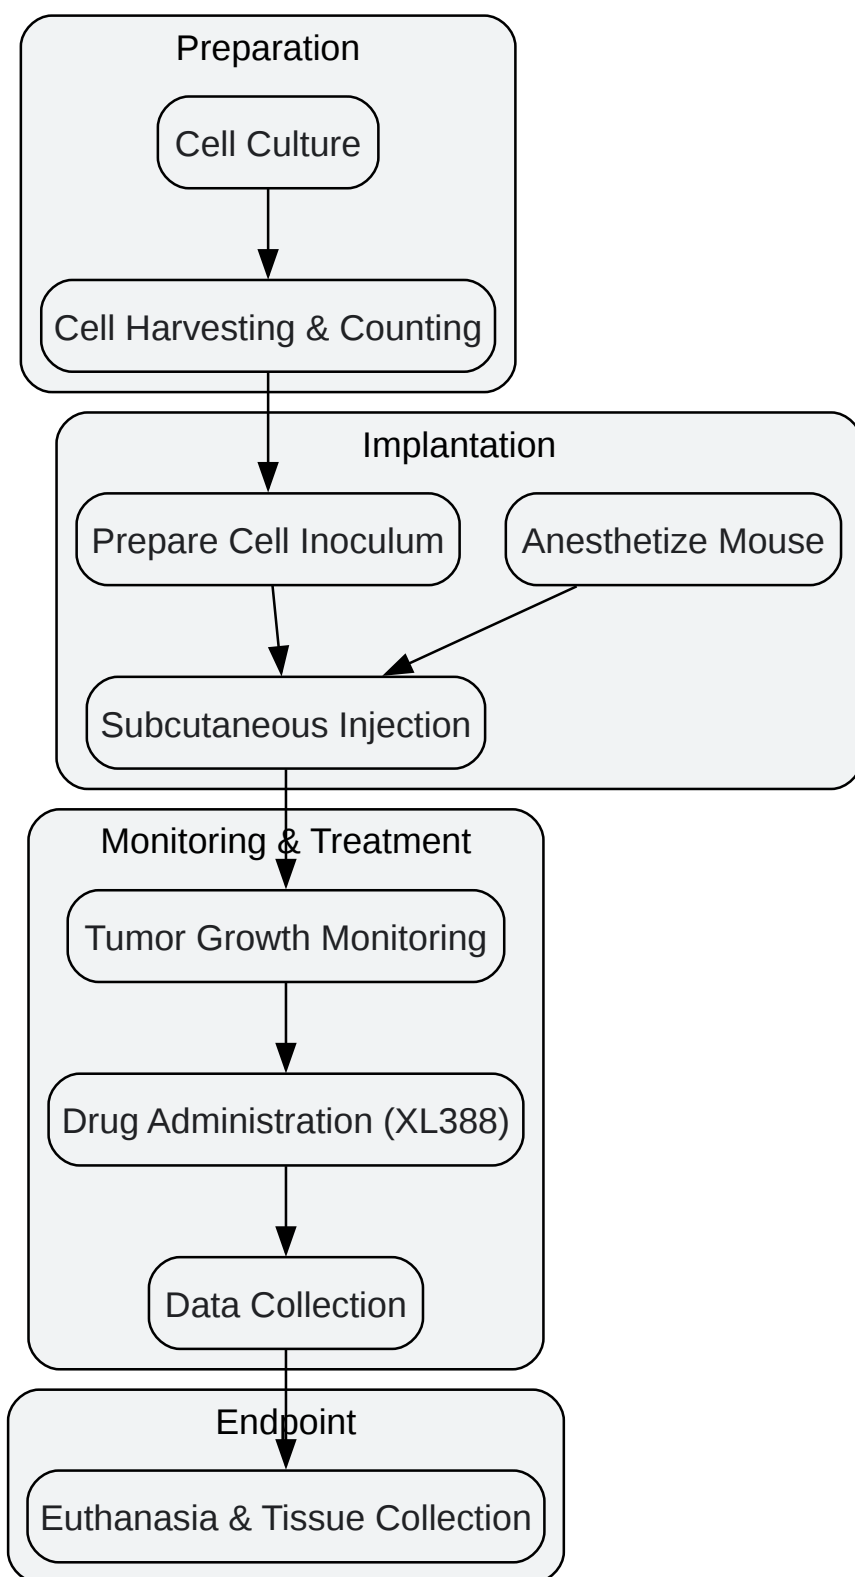 Preparation
Cell Culture
Cell Harvesting & Counting
Implantation
Prepare Cell Inoculum
Anesthetize Mouse
Subcutaneous Injection
Monitoring & Treatment
Tumor Growth Monitoring
Drug Administration (XL388)
Data Collection
Endpoint
Euthanasia & Tissue Collection